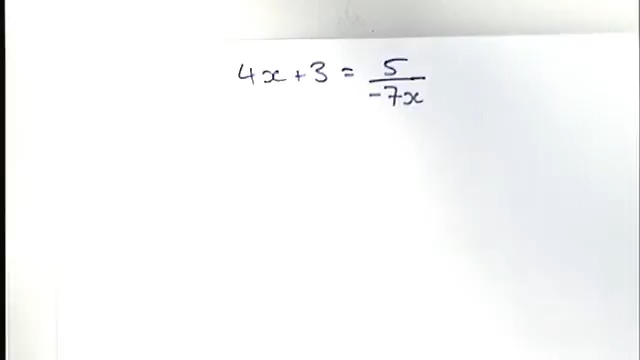 4x + 3 = 5/-7x